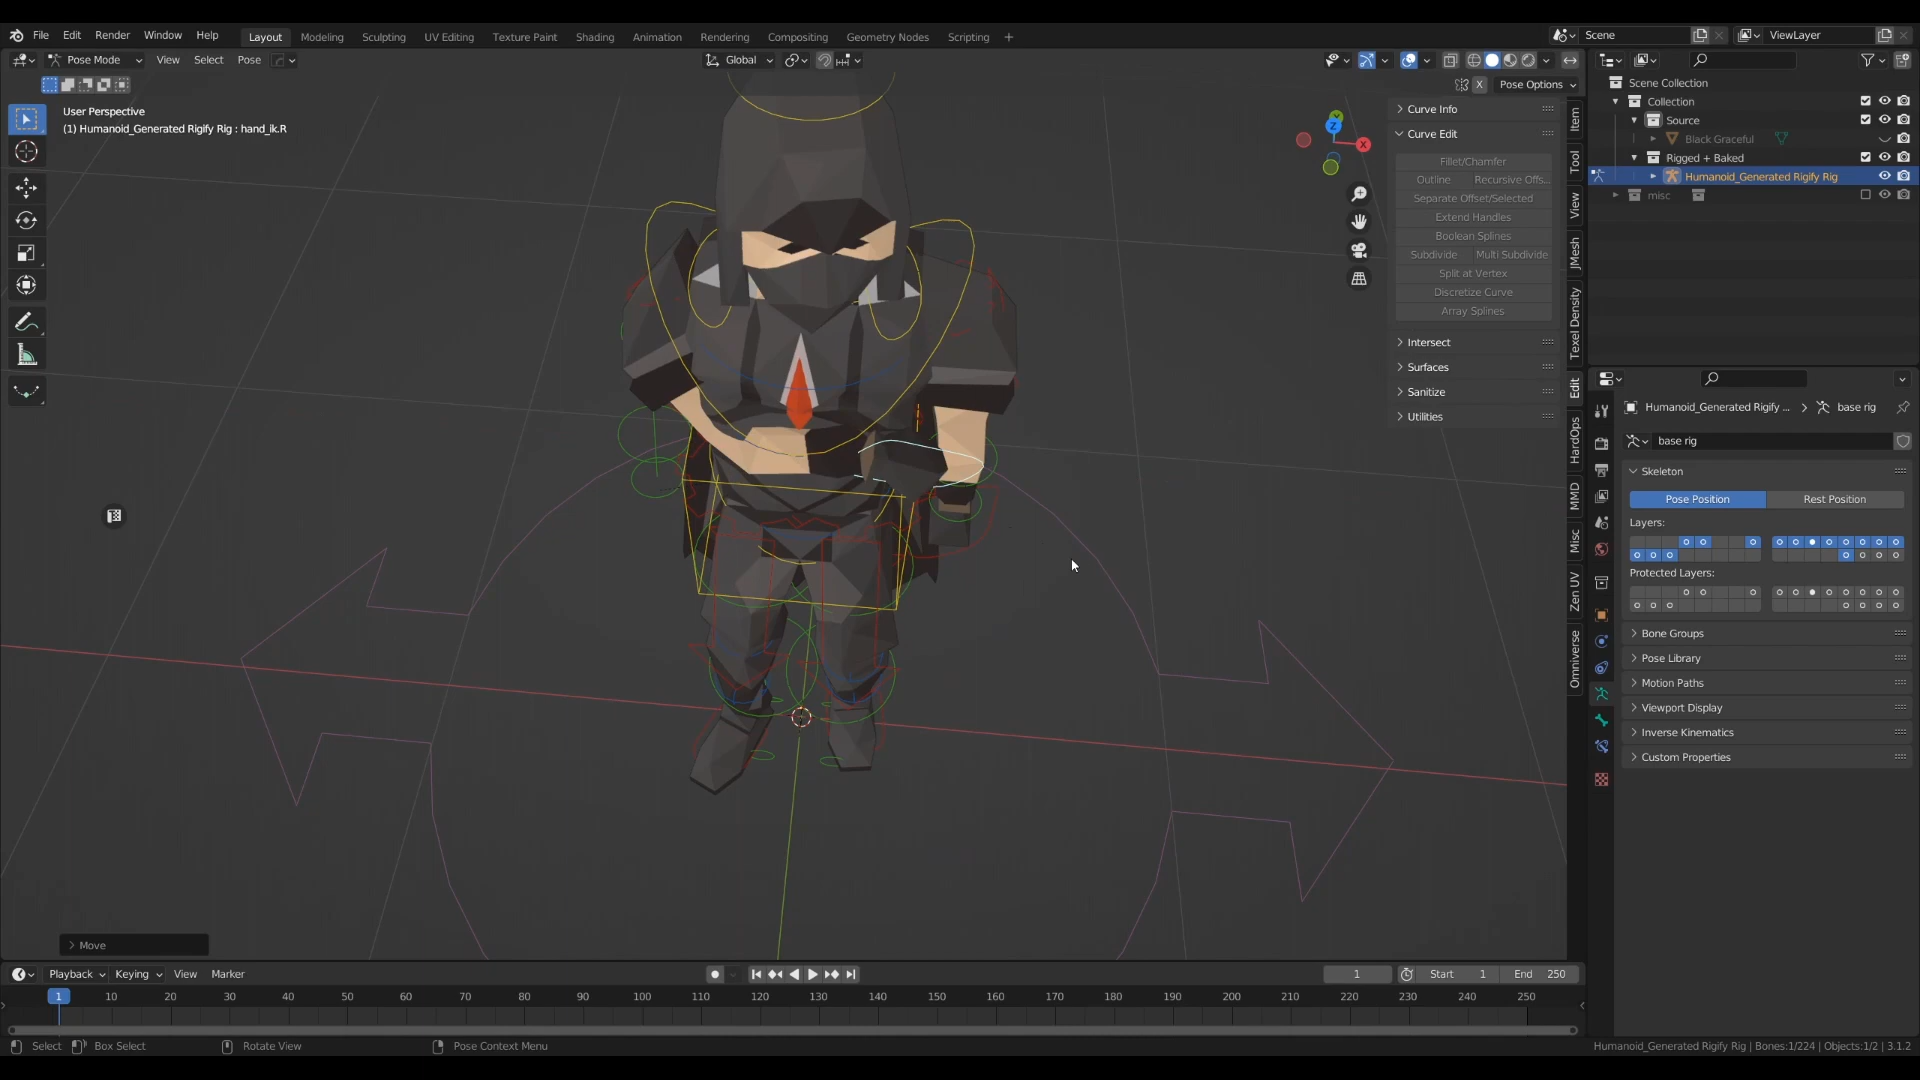 File Edit Render Window Help Layout Modeling Sculpting UV Editing Texture Paint Shading Animation Rendering Compositing Geometry Nodes Scripting + Scene ViewLayer
Pose Mode View Select Pose Global
X Pose Options
User Perspective
(1) Humanoid_Generated Rigify Rig : hand_ik.R
Z
X
Curve Info
Curve Edit
Fillet/Chamfer
Outline Recursive Offs...
Separate Offset/Selected
Extend Handles
Boolean Splines
Subdivide Multi Subdivide
Split at Vertex
Discretize Curve
Array Splines
Intersect
Surfaces
Sanitize
Utilities
Item
Tool
View
JMesh
Texel Density
Edit
HardOps
MMD
Misc
Zen UV
Omniverse
Scene Collection
Collection
Source
Black Graceful
Rigged + Baked
Humanoid_Generated Rigify Rig
misc
Humanoid_Generated Rigify ... base rig
base rig
Skeleton
Pose Position Rest Position
Layers:
Protected Layers:
Bone Groups
Pose Library
Motion Paths
Viewport Display
Inverse Kinematics
Custom Properties
Move
Playback Keying View Marker 1 Start 1 End 250
1 10 20 30 40 50 60 70 80 90 100 110 120 130 140 150 160 170 180 190 200 210 220 230 240 250
Select Box Select Rotate View Pose Context Menu Humanoid_Generated Rigify Rig | Bones:1/224 | Objects:1/2 | 3.1.2